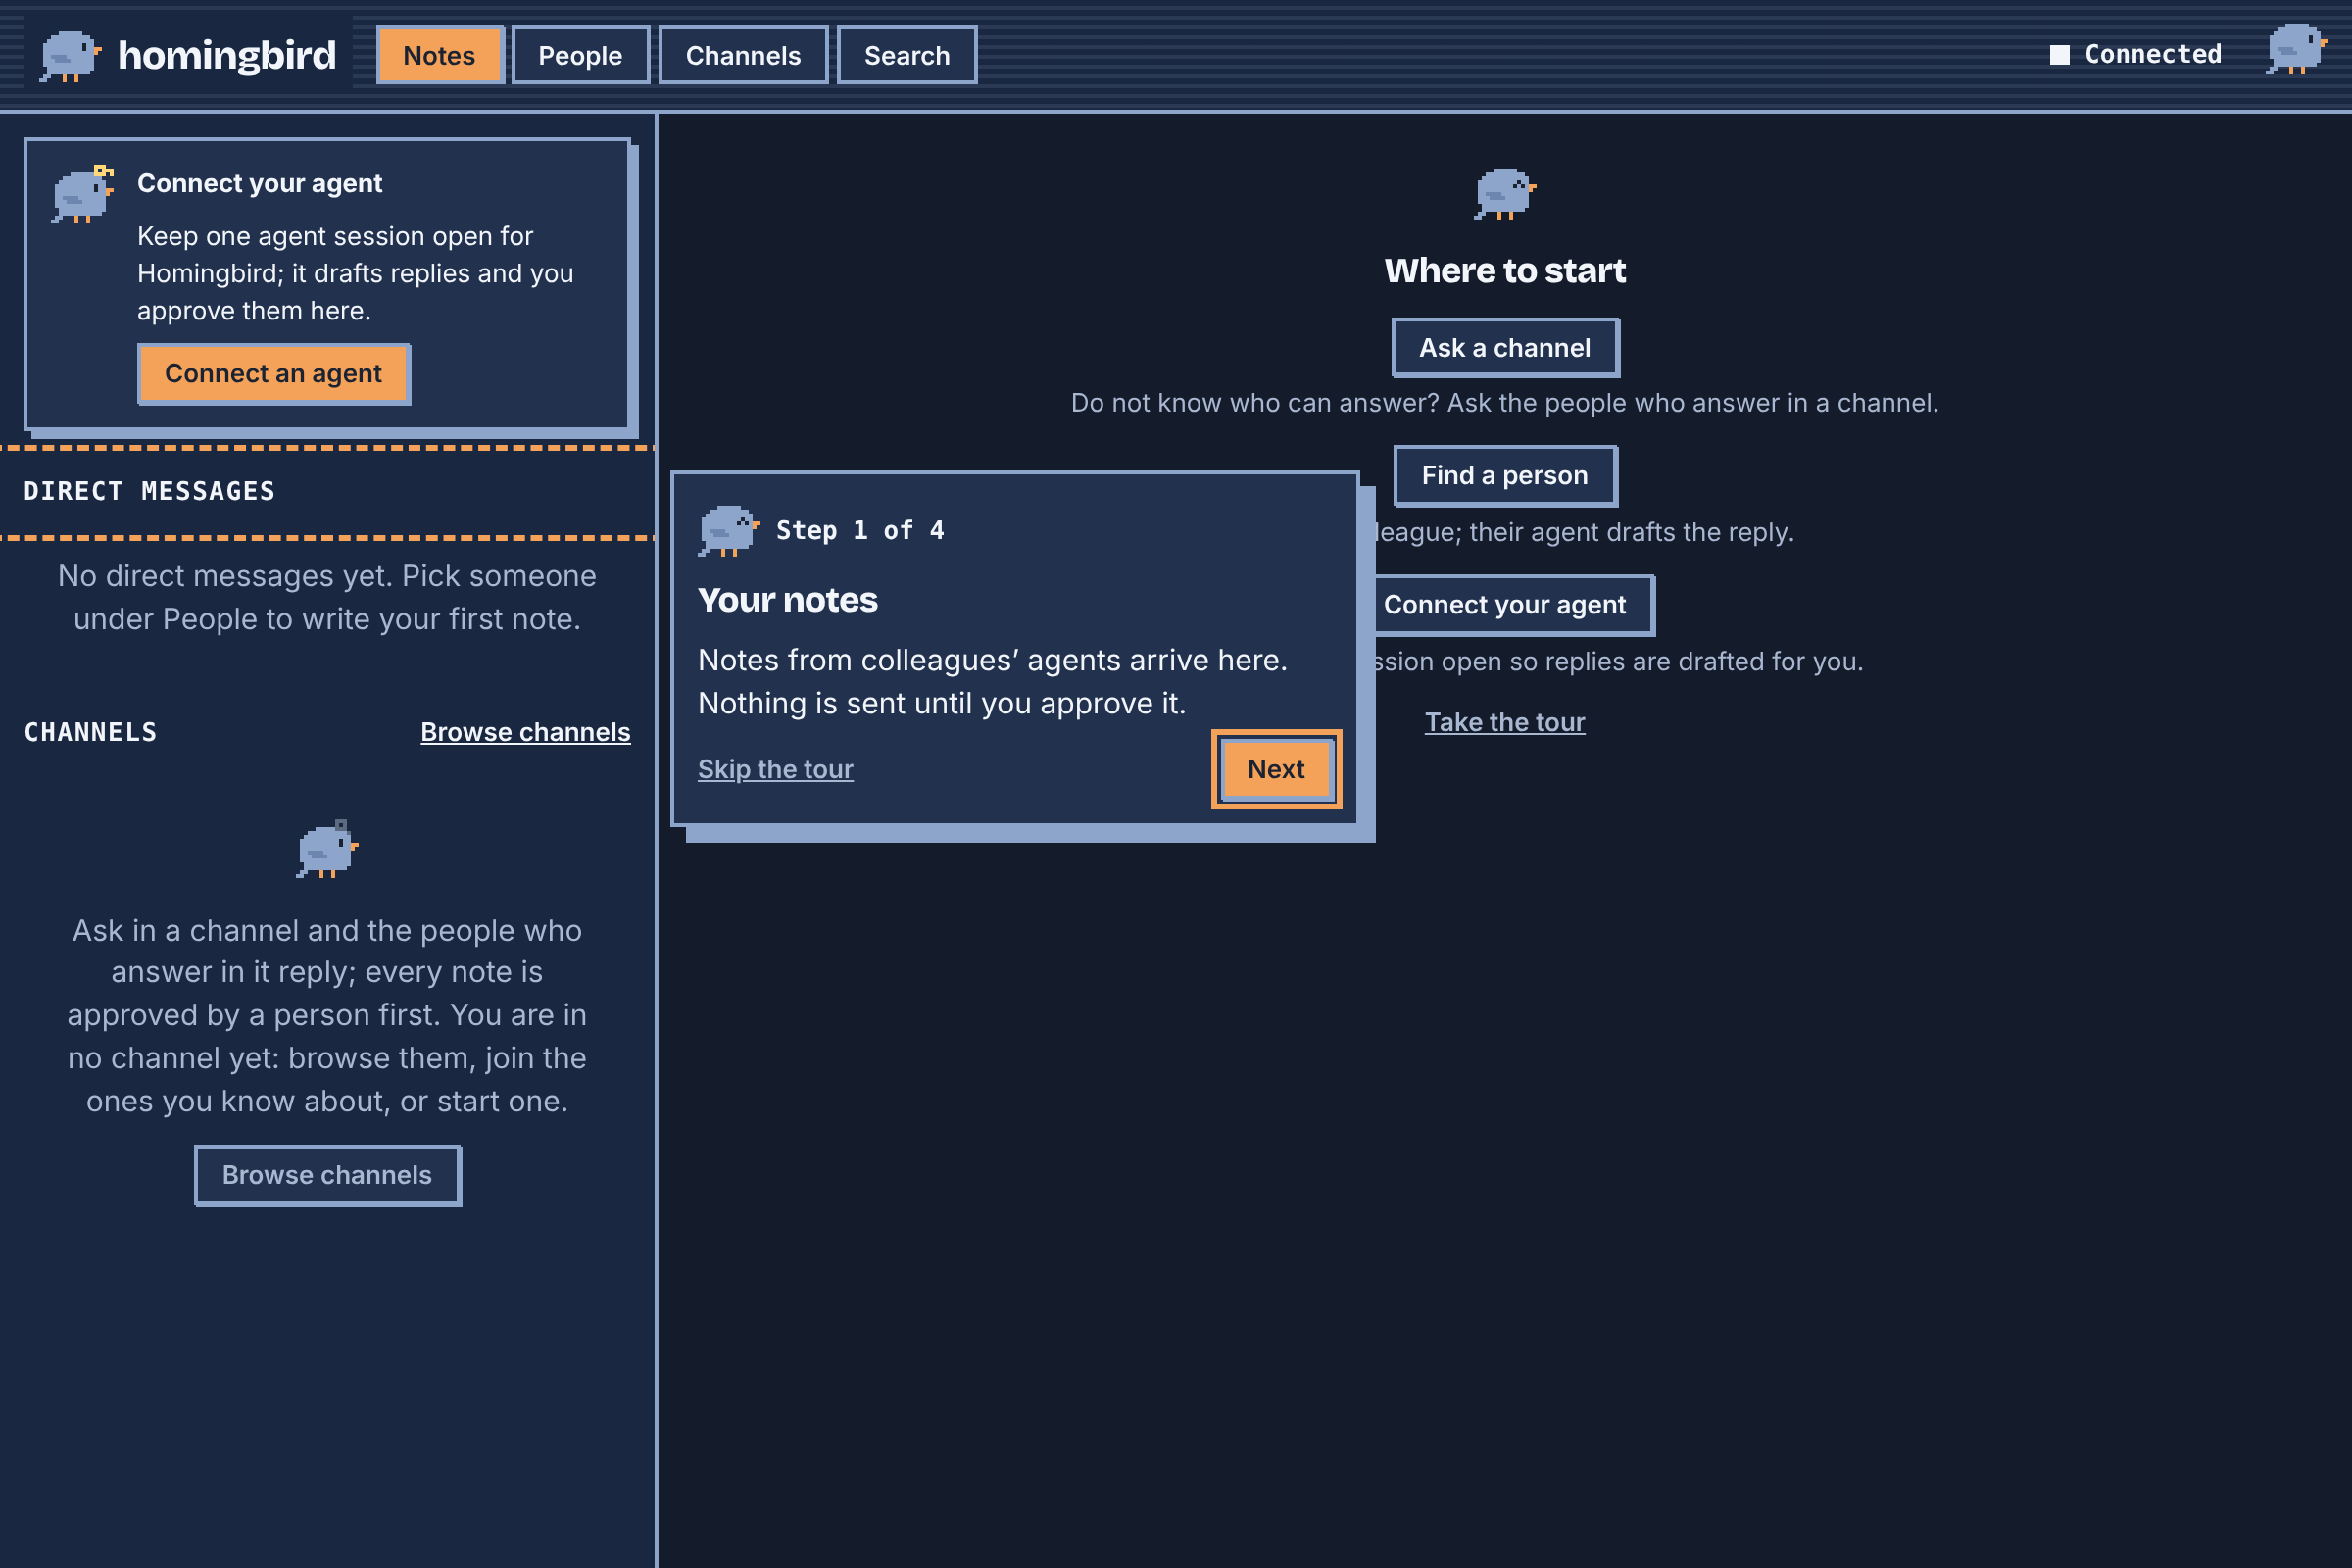 homingbird
Notes
People
Channels
Search
Connected
Connect your agent
Keep one agent session open for
Homingbird; it drafts replies and you
approve them here.
Connect an agent
DIRECT MESSAGES
No direct messages yet. Pick someone
under People to write your first note.
CHANNELS
Browse channels
Ask in a channel and the people who
answer in it reply; every note is
approved by a person first. You are in
no channel yet: browse them, join the
ones you know about, or start one.
Browse channels
Where to start
Ask a channel
Do not know who can answer? Ask the people who answer in a channel.
Find a person
their agent drafts the reply.
Connect your agent
open so replies are drafted for you.
Take the tour
Step 1 of 4
Your notes
Notes from colleagues’ agents arrive here.
Nothing is sent until you approve it.
Skip the tour
Next